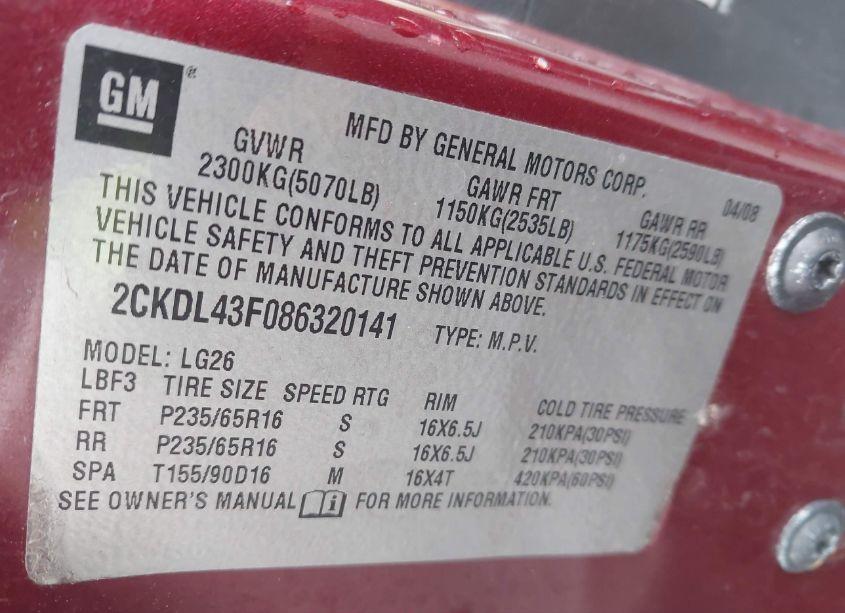 GM®
MFD BY GENERAL MOTORS CORP. 04/08
GVWR GAWR FRT GAWR RR
2300KG(5070LB) 1150KG(2535LB) 1175KG(2590LB)
THIS VEHICLE CONFORMS TO ALL APPLICABLE U.S. FEDERAL MOTOR
VEHICLE SAFETY AND THEFT PREVENTION STANDARDS IN EFFECT ON
THE DATE OF MANUFACTURE SHOWN ABOVE.
2CKDL43F086320141 TYPE: M.P.V.
MODEL: LG26
LBF3 TIRE SIZE SPEED RTG RIM COLD TIRE PRESSURE
FRT P235/65R16 S 16X6.5J 210KPA(30PSI)
RR P235/65R16 S 16X6.5J 210KPA(30PSI)
SPA T155/90D16 M 16X4T 420KPA(60PSI)
SEE OWNER'S MANUAL i FOR MORE INFORMATION.